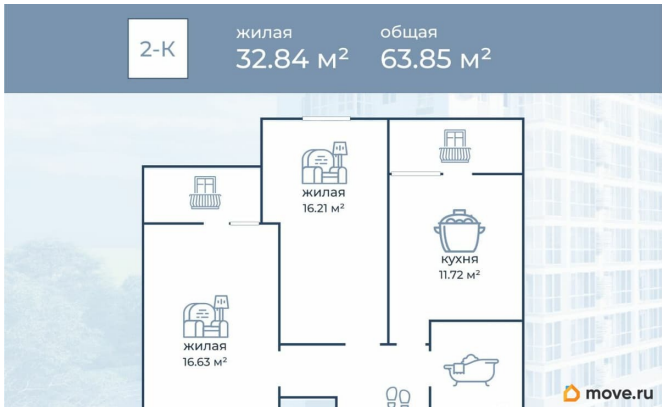 2-К
жилая
32.84 м²
общая
63.85 м²
жилая
16.21 м²
кухня
11.72 м²
жилая
16.63 м²
move.ru